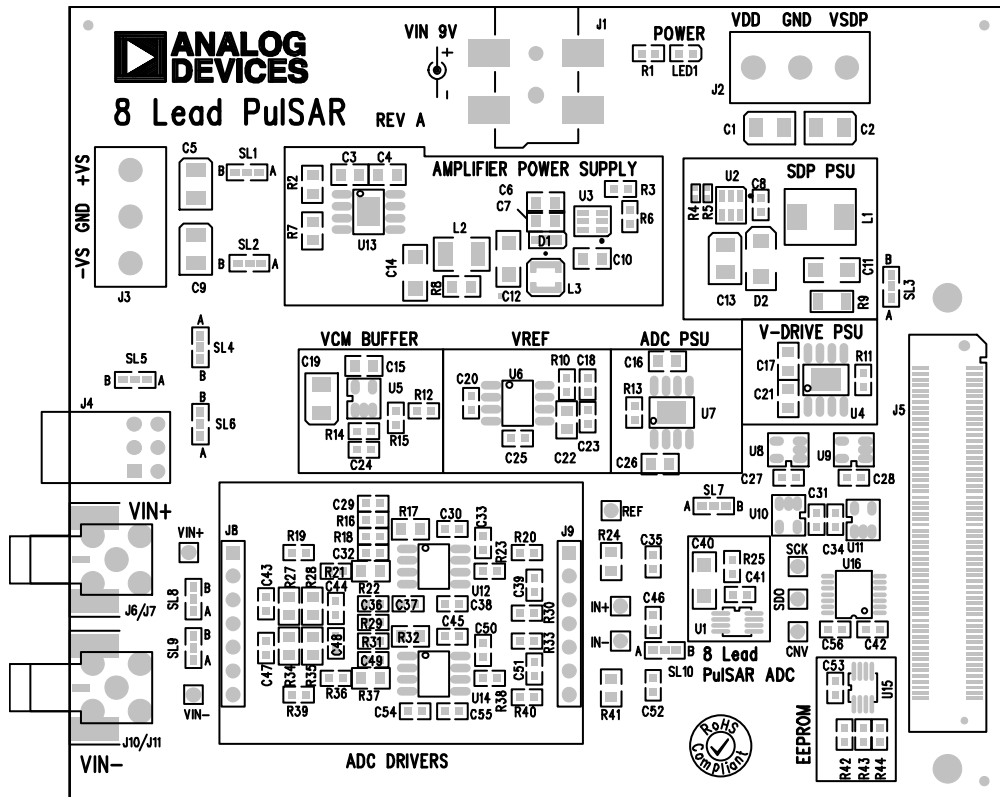 ANALOG
DEVICES
8 Lead PulSAR
REV A
VIN 9V
+
-
J1
POWER
R1
LED1
VDD GND VSDP
J2
C1
C2
-VS GND +VS
J3
C5
C9
B SL1 A
B SL2 A
AMPLIFIER POWER SUPPLY
R2
R7
C3
C4
U13
C14
L2
R8
C6
C7
D1
C12
L3
U3
C10
R3
R6
SDP PSU
R4
R5
U2
C8
L1
C13
D2
C11
R9
B
SL3
A
A
SL4
B
B SL5 A
B
SL6
A
J4
VCM BUFFER
C19
C15
U5
R12
R14
R15
C24
VREF
C20
U6
R10
C18
C25
C22
C23
ADC PSU
C16
R13
U7
C26
V-DRIVE PSU
C17
C21
R11
U4
J5
U8
C27
U9
C28
VIN+
J6/J7
VIN+
SL8
B
A
SL9
B
A
VIN-
J10/J11
VIN-
J8
C29
R16
R18
C32
R17
C30
C33
R19
R21
R22
R23
R20
J9
C43
R27
R28
C44
C36
C37
U12
C38
C39
R30
R29
R31
R32
C45
C50
R33
C47
R34
R35
C48
C49
R36
R37
C51
R39
C54
U14
C55
R38
R40
ADC DRIVERS
REF
R24
C35
IN+
IN-
C46
R41
A SL10 B
C52
A SL7 B
C40
R25
C41
U1
8 Lead
PulSAR ADC
U10
C31
C34
U11
SCK
SDO
CNV
U16
C56
C42
EEPROM
C53
U15
R42
R43
R44
RoHS
Compliant